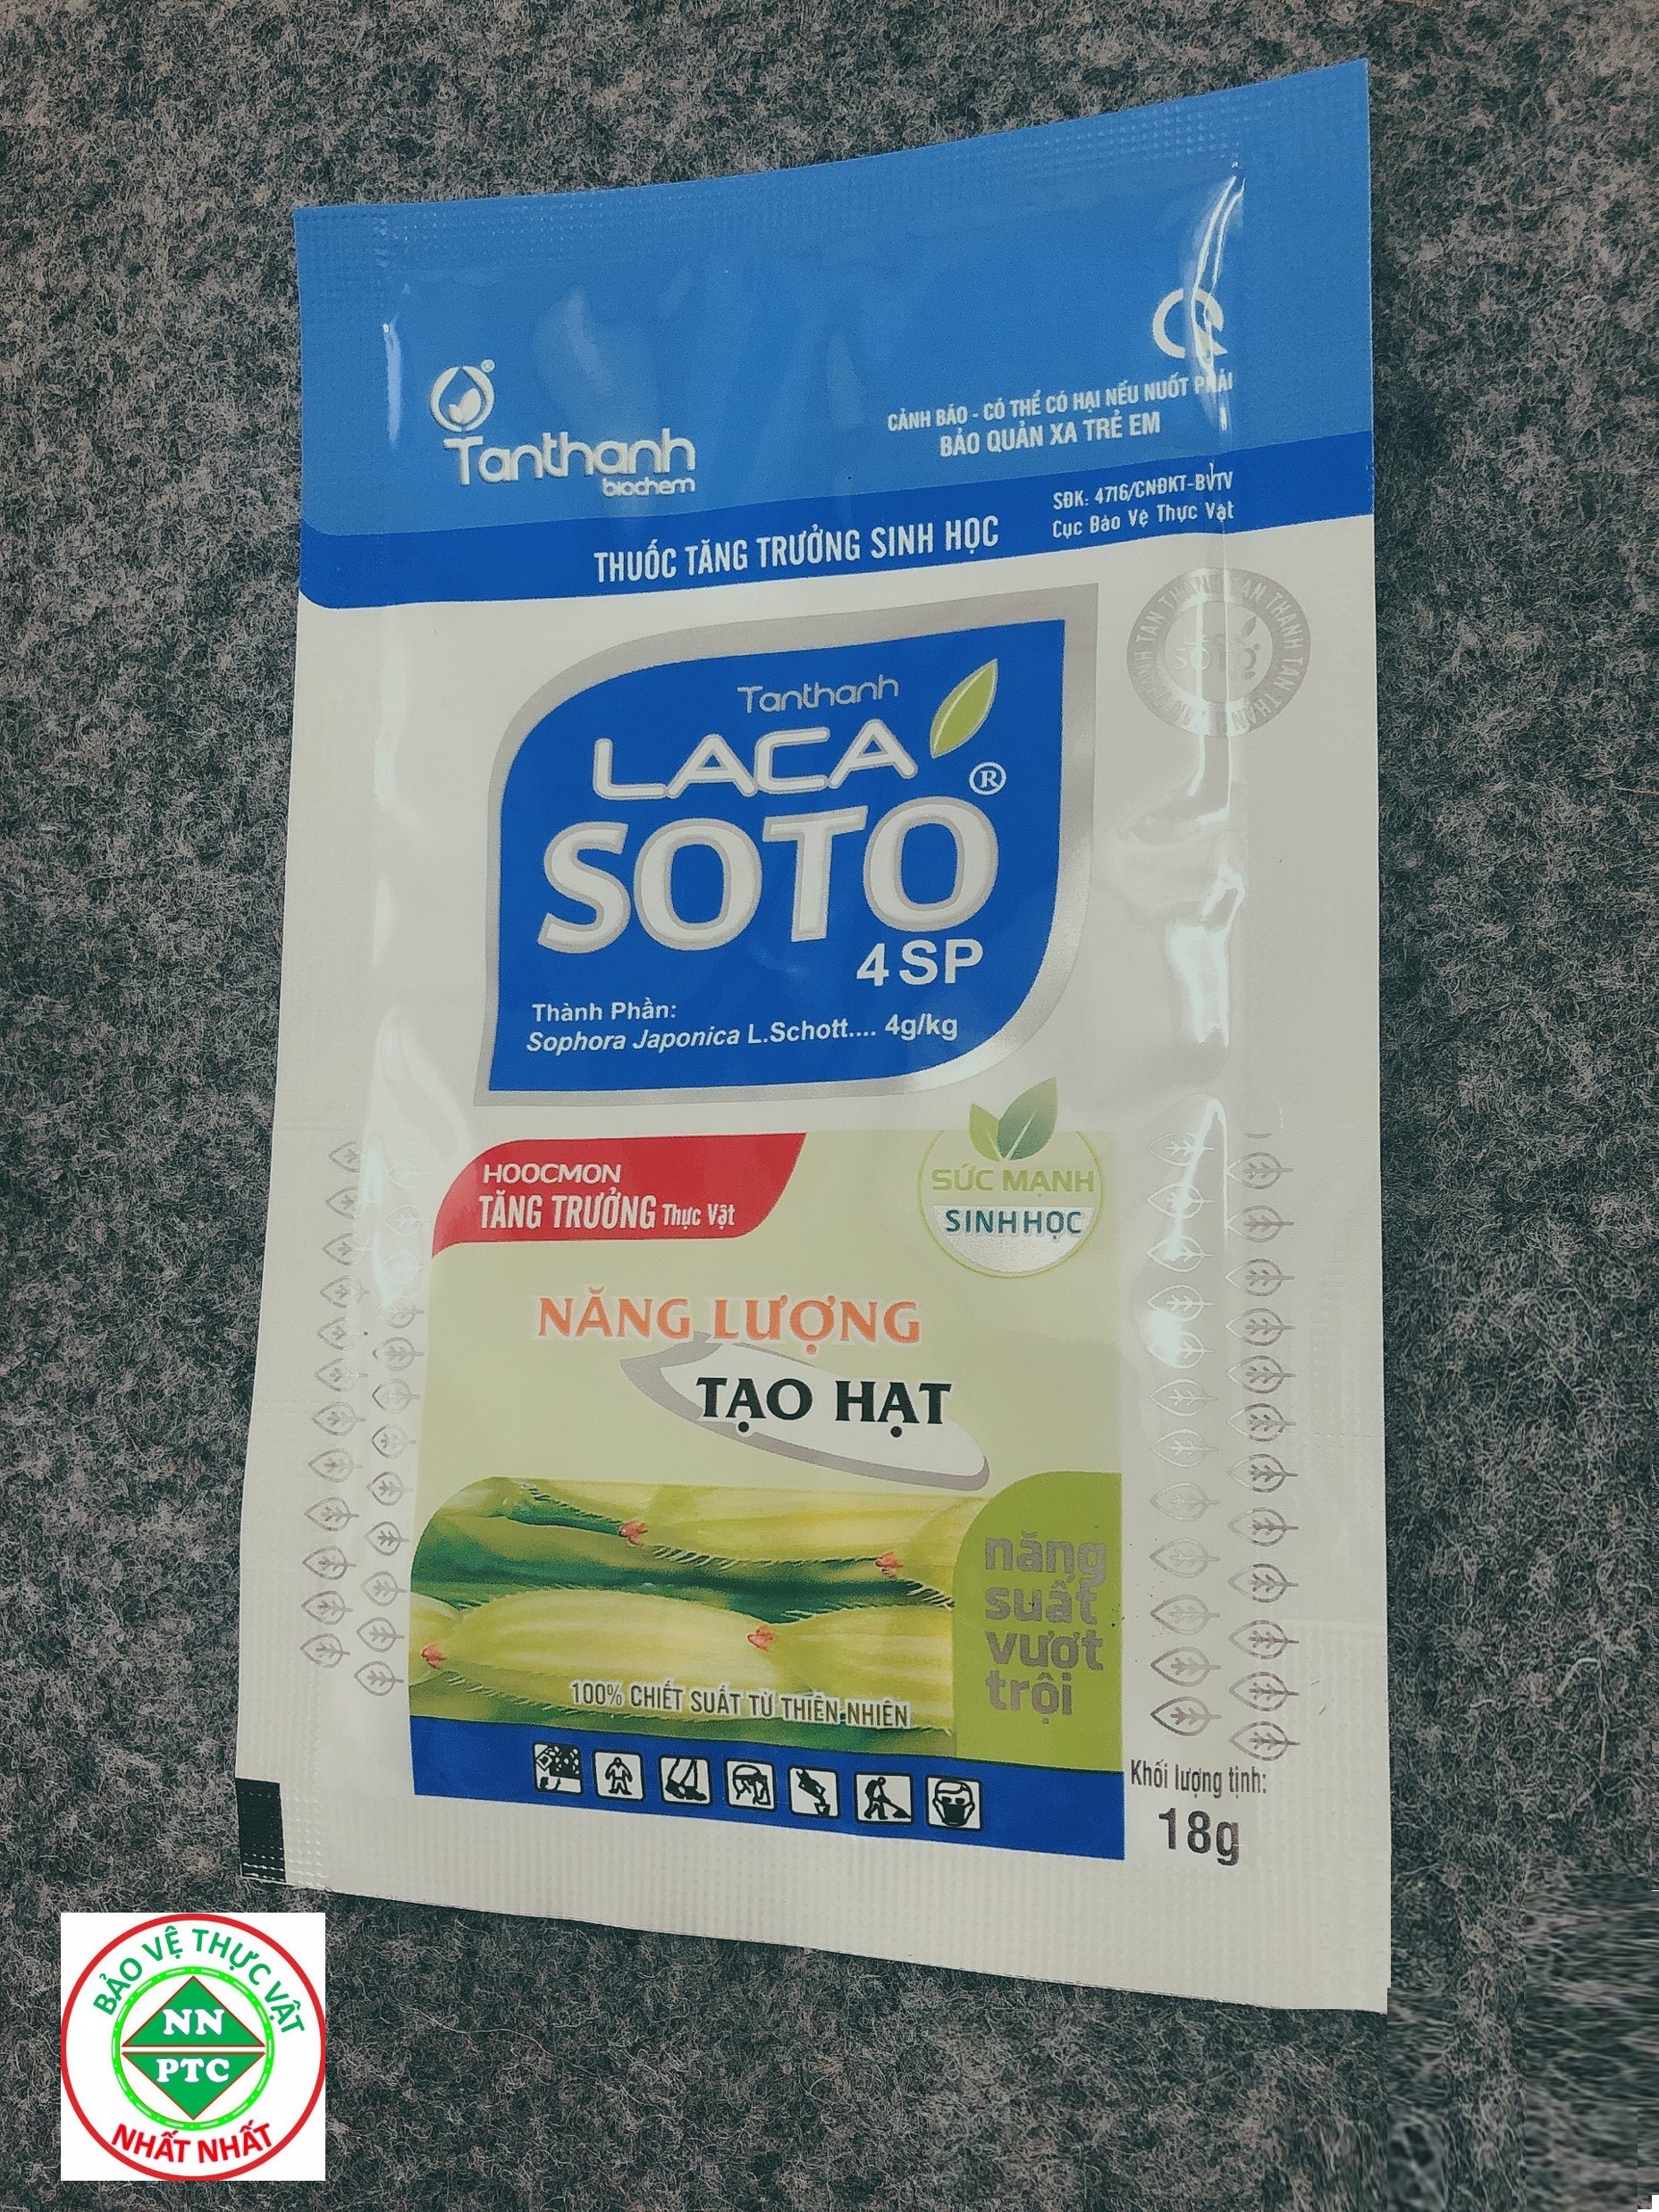 Tanthanh
biochem
CẢNH BÁO - CÓ THỂ CÓ HẠI NẾU NUỐT PHẢI
BẢO QUẢN XA TRẺ EM
SĐK: 4716/CNĐKT-BVTV
Cục Bảo Vệ Thực Vật
THUỐC TĂNG TRƯỞNG SINH HỌC
Tanthanh
LACA
SOTO®
4SP
Thành Phần:
Sophora Japonica L.Schott.... 4g/kg
HOOCMON
TĂNG TRƯỞNG Thực Vật
SỨC MẠNH
SINH HỌC
NĂNG LƯỢNG
TẠO HẠT
năng
suất
vượt
trội
100% CHIẾT SUẤT TỪ THIÊN NHIÊN
Khối lượng tịnh:
18g
BẢO VỆ THỰC VẬT
NN
PTC
NHẤT NHẤT